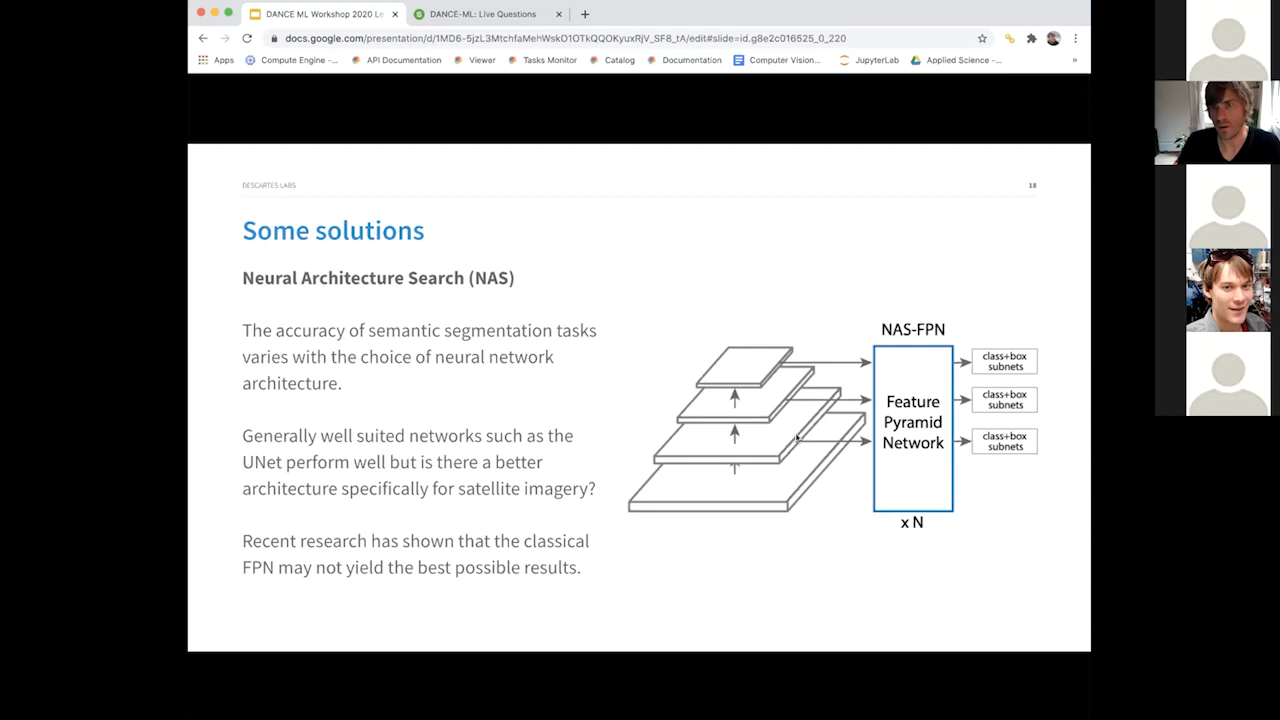 DANCE ML Workshop 2020 Le
DANCE-ML: Live Questions
docs.google.com/presentation/d/1MD6-5jzL3MtchfaMehWskO1OTkQQOKyuxRjV_SF8_tA/edit#slide=id.g8e2c016525_0_220
Apps
Compute Engine -...
API Documentation
Viewer
Tasks Monitor
Catalog
Documentation
Computer Vision...
JupyterLab
Applied Science -...
»
DESCARTES LABS
18
Some solutions
Neural Architecture Search (NAS)
The accuracy of semantic segmentation tasks
varies with the choice of neural network
architecture.
Generally well suited networks such as the
UNet perform well but is there a better
architecture specifically for satellite imagery?
Recent research has shown that the classical
FPN may not yield the best possible results.
NAS-FPN
Feature
Pyramid
Network
x N
class+box
subnets
class+box
subnets
class+box
subnets